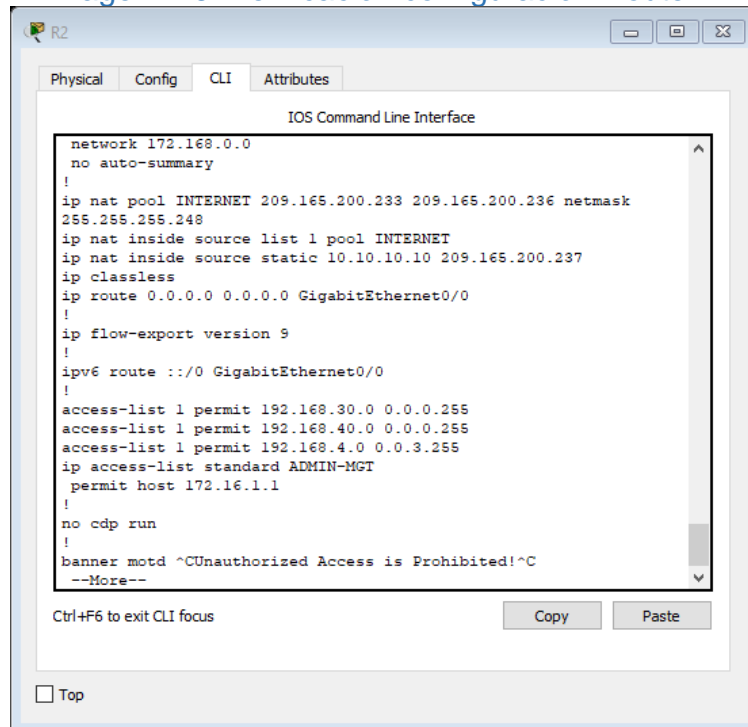 R2
Physical Config CLI Attributes
IOS Command Line Interface
network 172.168.0.0
no auto-summary
!
ip nat pool INTERNET 209.165.200.233 209.165.200.236 netmask
255.255.255.248
ip nat inside source list 1 pool INTERNET
ip nat inside source static 10.10.10.10 209.165.200.237
ip classless
ip route 0.0.0.0 0.0.0.0 GigabitEthernet0/0
!
ip flow-export version 9
!
ipv6 route ::/0 GigabitEthernet0/0
!
access-list 1 permit 192.168.30.0 0.0.0.255
access-list 1 permit 192.168.40.0 0.0.0.255
access-list 1 permit 192.168.4.0 0.0.3.255
ip access-list standard ADMIN-MGT
permit host 172.16.1.1
!
no cdp run
!
banner motd ^CUnauthorized Access is Prohibited!^C
--More--
Ctrl+F6 to exit CLI focus
Copy Paste
Top